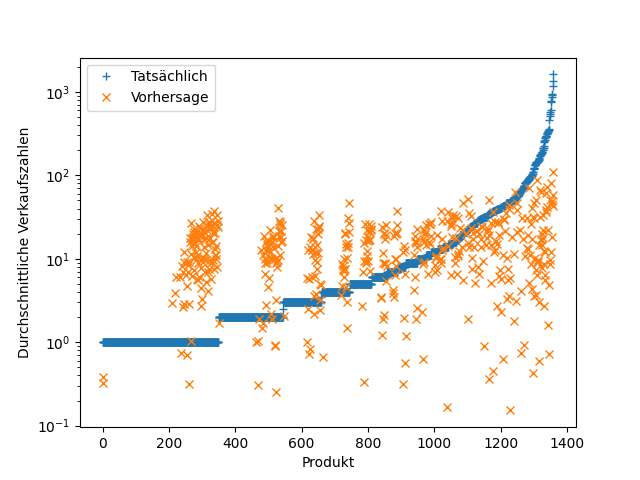 Tatsächlich
Vorhersage
10³
10²
10¹
10⁰
10⁻¹
Durchschnittliche Verkaufszahlen
0 200 400 600 800 1000 1200 1400
Produkt